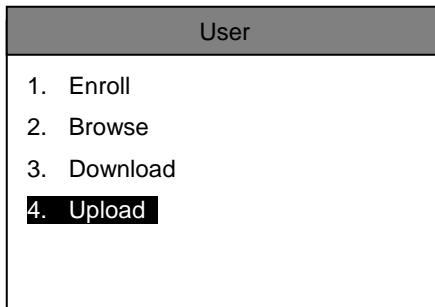 User
1. Enroll
2. Browse
3. Download
4. Upload